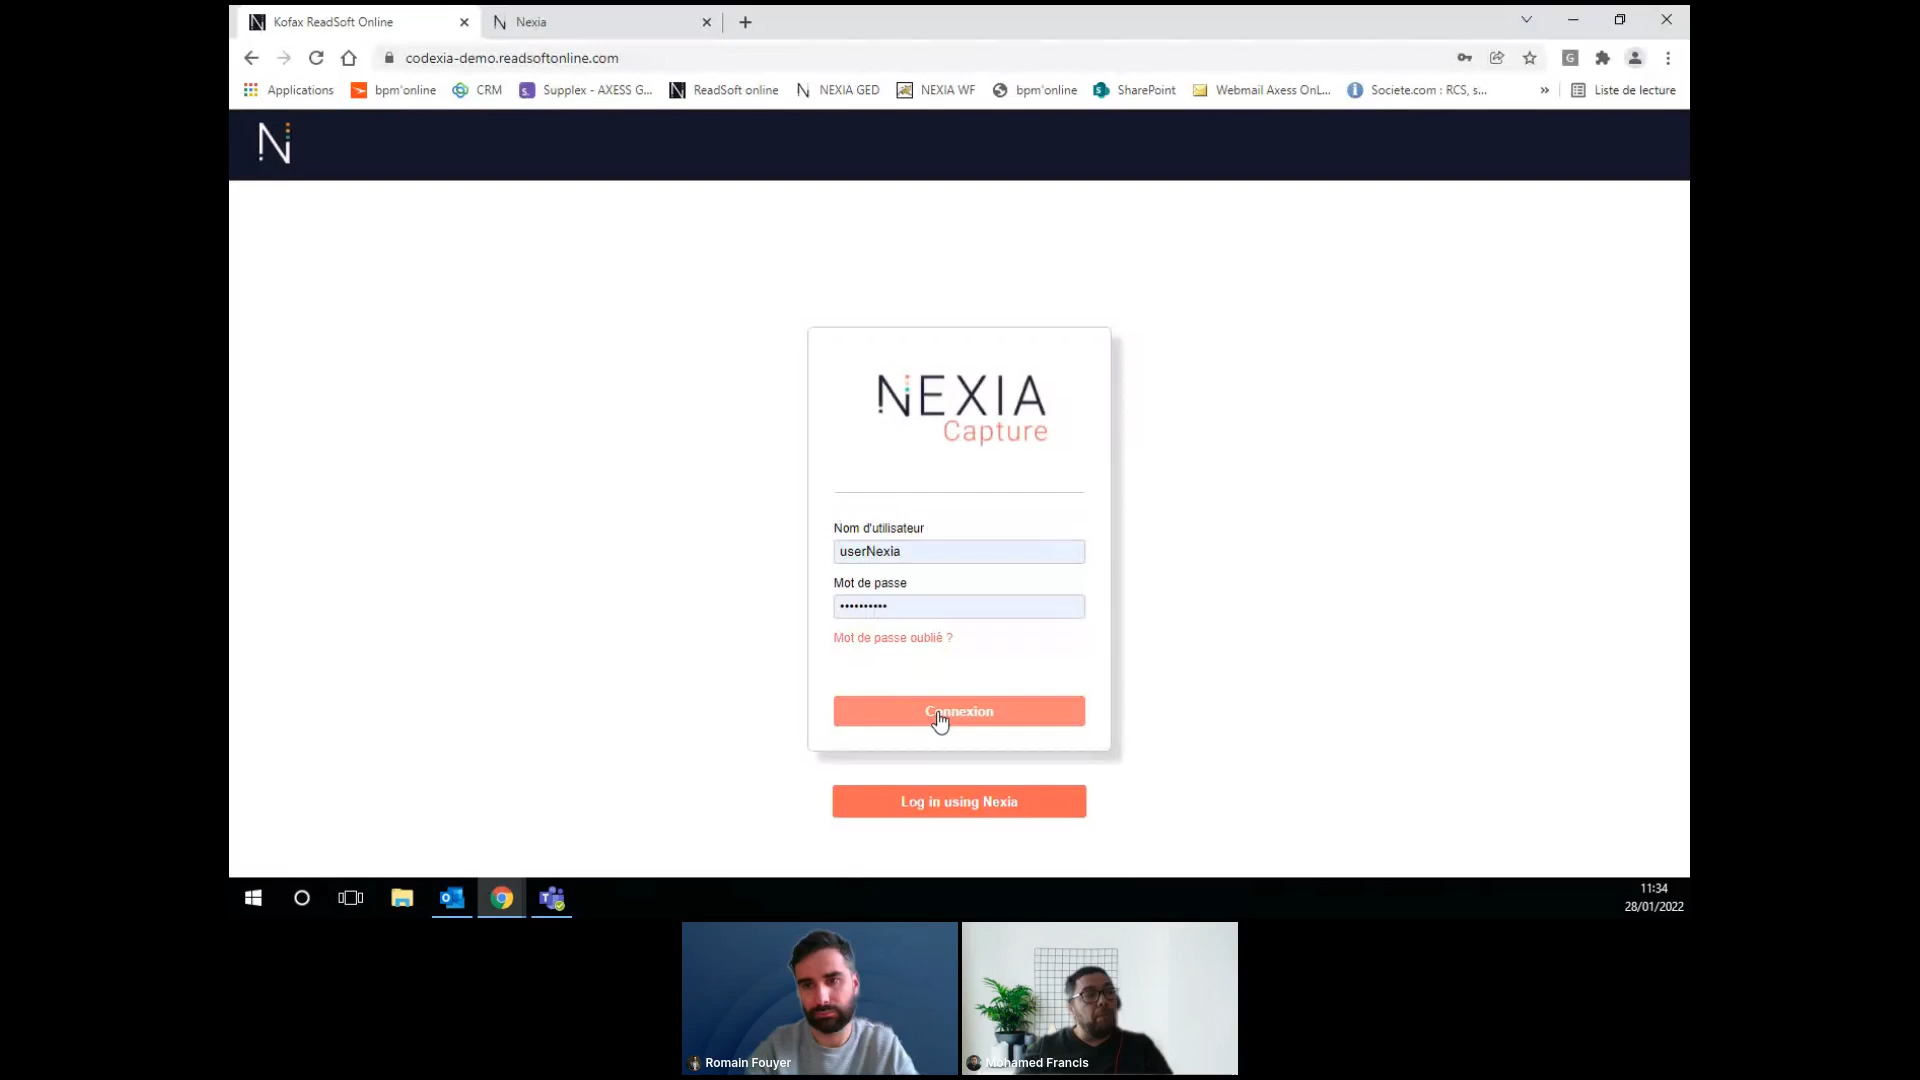 Kofax ReadSoft Online
Nexia
codexia-demo.readsoftonline.com
Applications
bpm'online
CRM
Supplex - AXESS G...
ReadSoft online
NEXIA GED
NEXIA WF
bpm'online
SharePoint
Webmail Axess OnL...
Societe.com : RCS, s...
»
Liste de lecture
N
NEXIA
Capture
Nom d'utilisateur
userNexia
Mot de passe
••••••••••
Mot de passe oublié ?
Connexion
Log in using Nexia
11:34
28/01/2022
Romain Fouyer
Mohamed Francis